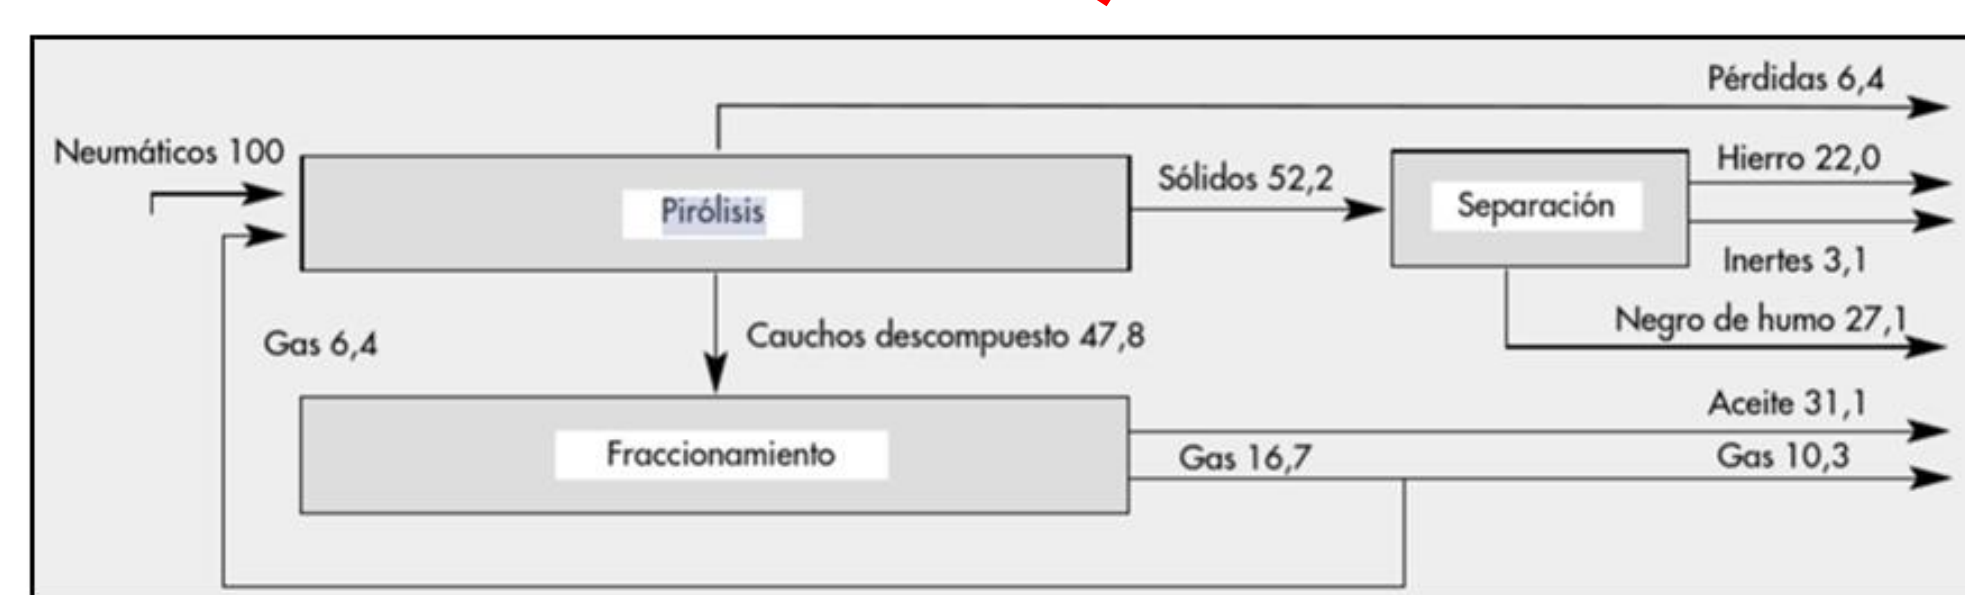 Pérdidas 6,4
Neumáticos 100
Pirólisis
Sólidos 52,2
Separación
Hierro 22,0
Inertes 3,1
Negro de humo 27,1
Gas 6,4
Cauchos descompuesto 47,8
Fraccionamiento
Aceite 31,1
Gas 16,7
Gas 10,3